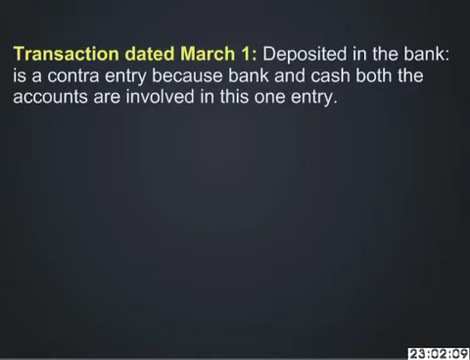 Transaction dated March 1: Deposited in the bank:
is a contra entry because bank and cash both the
accounts are involved in this one entry.
23:02:09